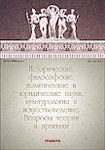 Исторические,
философские,
политические и
юридические науки,
культурология и
искусствоведение.
Вопросы теории
и практики
ГРАМОТА